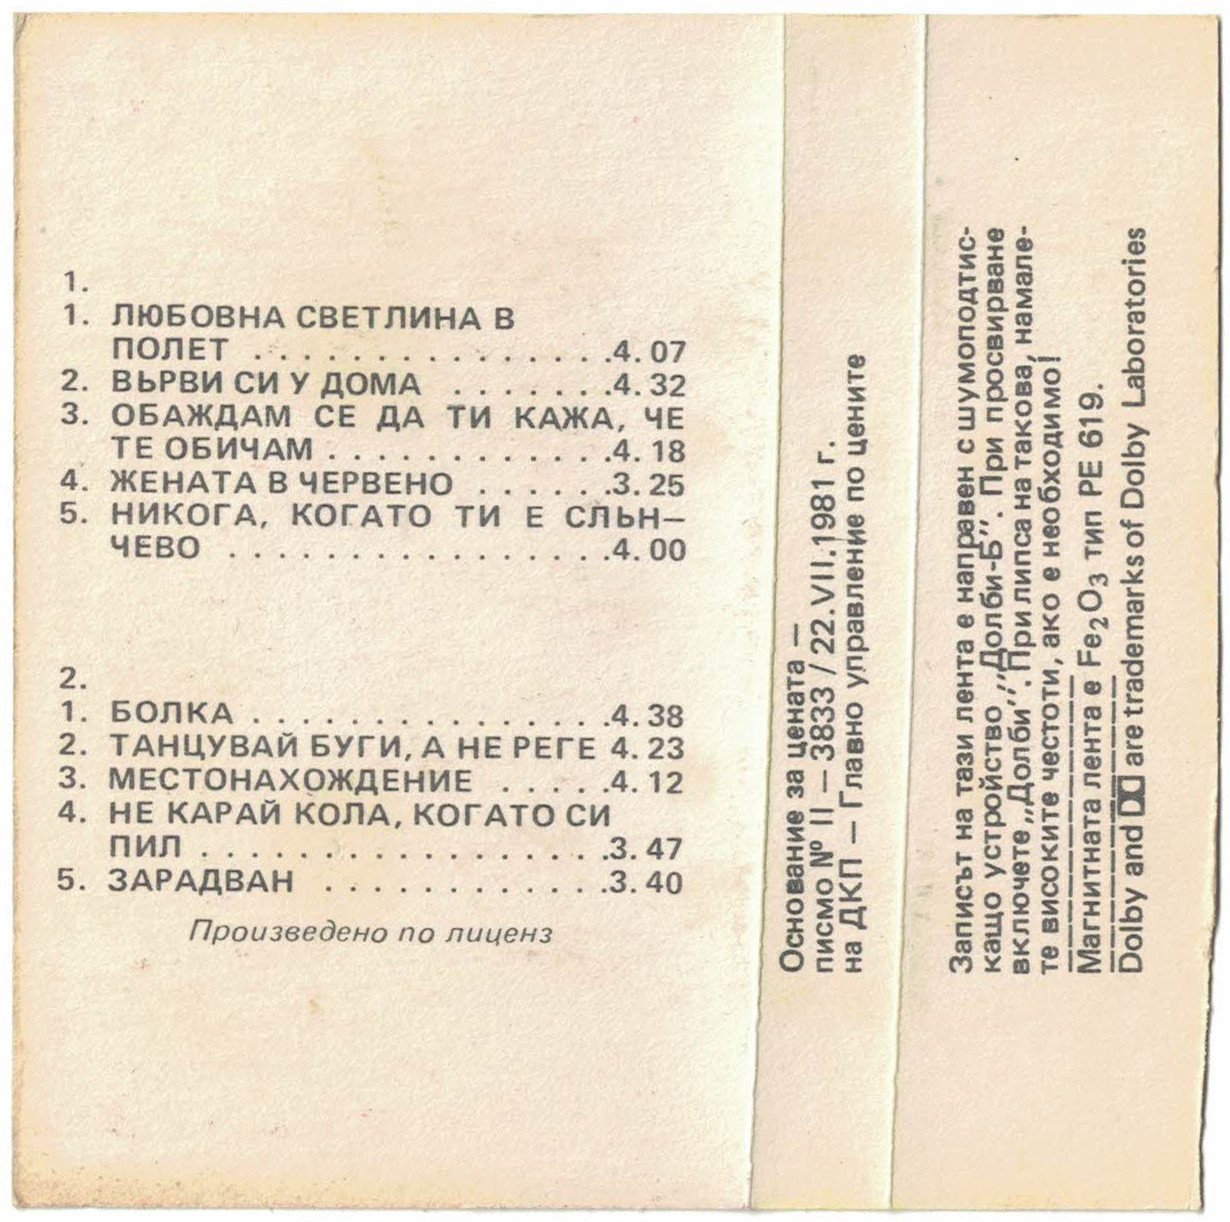 1.
1. ЛЮБОВНА СВЕТЛИНА В
ПОЛЕТ . . . . . . . . . . . . . . .4. 07
2. ВЪРВИ СИ У ДОМА . . . . . . .4. 32
3. ОБАЖДАМ СЕ ДА ТИ КАЖА, ЧЕ
ТЕ ОБИЧАМ . . . . . . . . . . . .4. 18
4. ЖЕНАТА В ЧЕРВЕНО . . . . . .3. 25
5. НИКОГА, КОГАТО ТИ Е СЛЪН–
ЧЕВО . . . . . . . . . . . . . . . .4. 00
2.
1. БОЛКА . . . . . . . . . . . . . . .4. 38
2. ТАНЦУВАЙ БУГИ, А НЕ РЕГЕ 4. 23
3. МЕСТОНАХОЖДЕНИЕ . . . . .4. 12
4. НЕ КАРАЙ КОЛА, КОГАТО СИ
ПИЛ . . . . . . . . . . . . . . . . .3. 47
5. ЗАРАДВАН . . . . . . . . . . . .3. 40
Произведено по лиценз
Основание за цената —
писмо № II — 3833 / 22. VII.1981 г.
на ДКП — Главно управление по цените
Записът на тази лента е направен с шумоподтис-
кащо устройство „Долби-Б". При просвирване
включете „Долби". При липса на такова, намале-
те високите честоти, ако е необходимо!
Магнитната лента е Fe2O3 тип PE 619.
Dolby and are trademarks of Dolby Laboratories